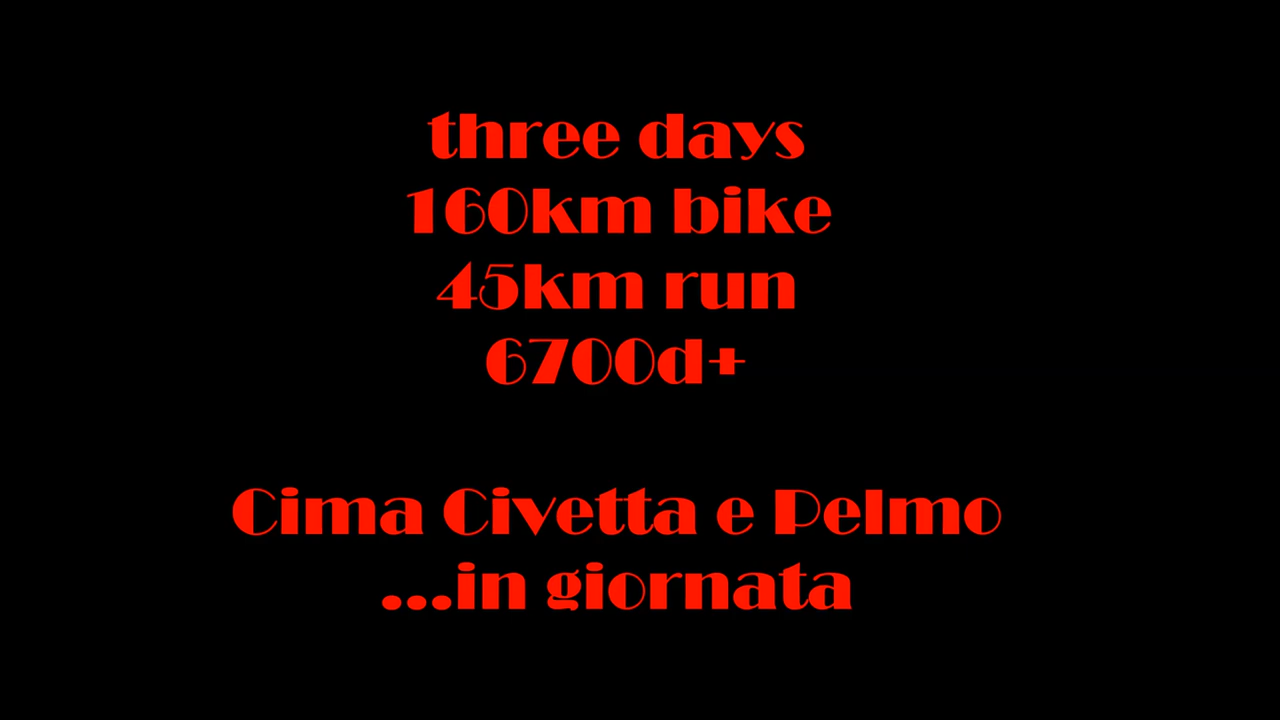 three days
160km bike
45km run
6700d+
Cima Civetta e Pelmo
...in giornata